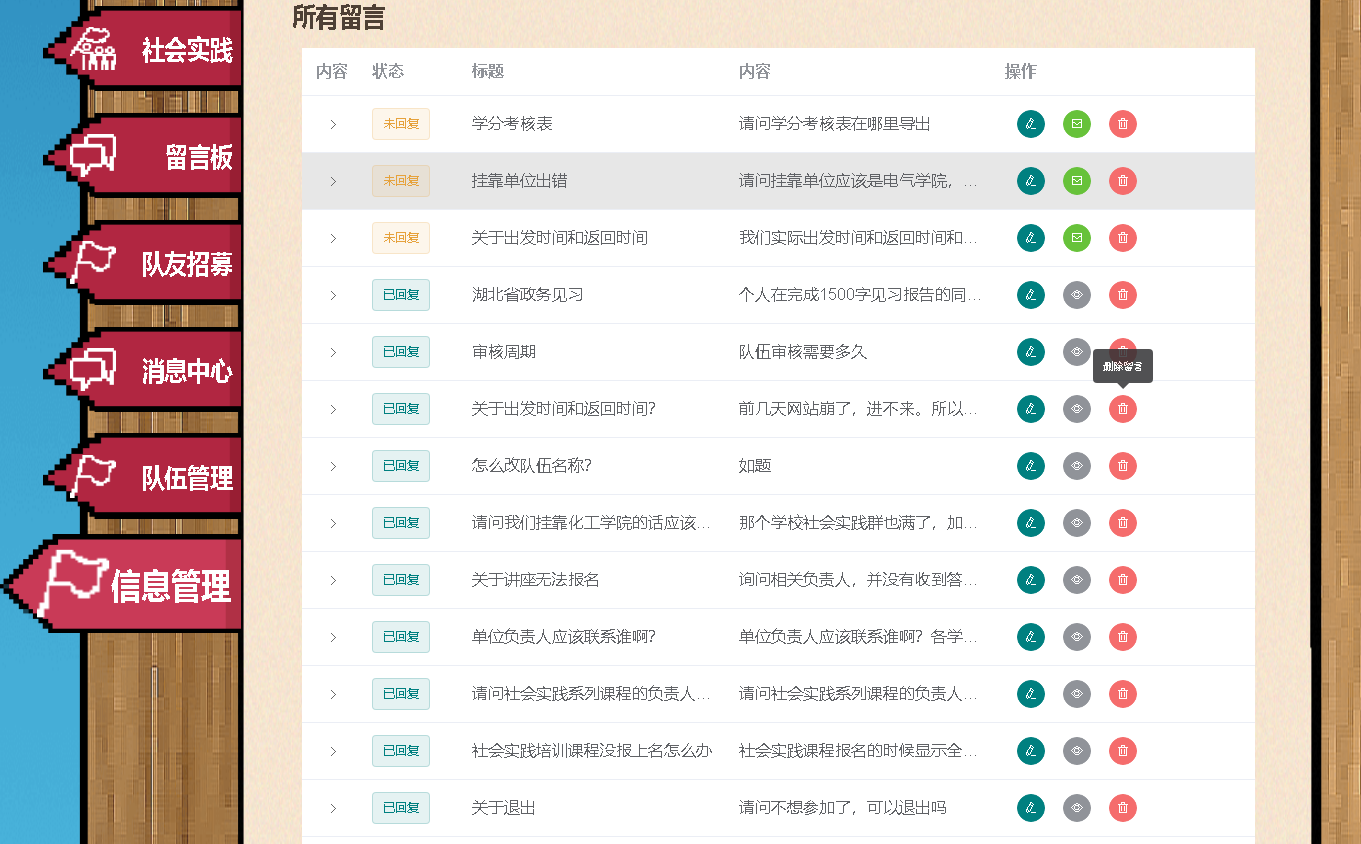 所有留言
社会实践
留言板
队友招募
消息中心
队伍管理
信息管理
内容 状态 标题 内容 操作
未回复 学分考核表 请问学分考核表在哪里导出
未回复 挂靠单位出错 请问挂靠单位应该是电气学院，...
未回复 关于出发时间和返回时间 我们实际出发时间和返回时间和...
已回复 湖北省政务见习 个人在完成1500字见习报告的同...
已回复 审核周期 队伍审核需要多久
删除留言
已回复 关于出发时间和返回时间？ 前几天网站崩了，进不来。所以...
已回复 怎么改队伍名称？ 如题
已回复 请问我们挂靠化工学院的话应该... 那个学校社会实践群也满了，加...
已回复 关于讲座无法报名 询问相关负责人，并没有收到答...
已回复 单位负责人应该联系谁啊？ 单位负责人应该联系谁啊？各学...
已回复 请问社会实践系列课程的负责人... 请问社会实践系列课程的负责人...
已回复 社会实践培训课程没报上名怎么办 社会实践课程报名的时候显示全...
已回复 关于退出 请问不想参加了，可以退出吗